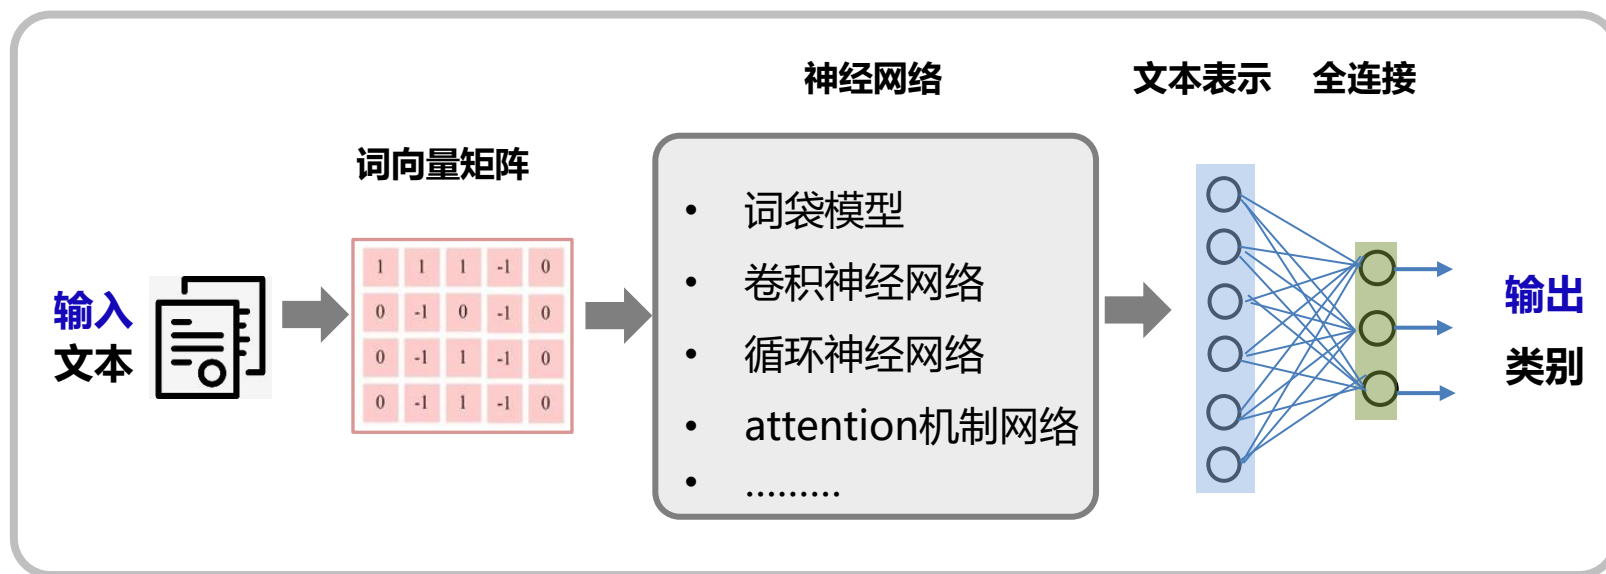 神经网络
文本表示
全连接
词向量矩阵
输入
文本
1 1 1 -1 0
0 -1 0 -1 0
0 -1 1 -1 0
0 -1 1 -1 0
• 词袋模型
• 卷积神经网络
• 循环神经网络
• attention机制网络
• .........
输出
类别